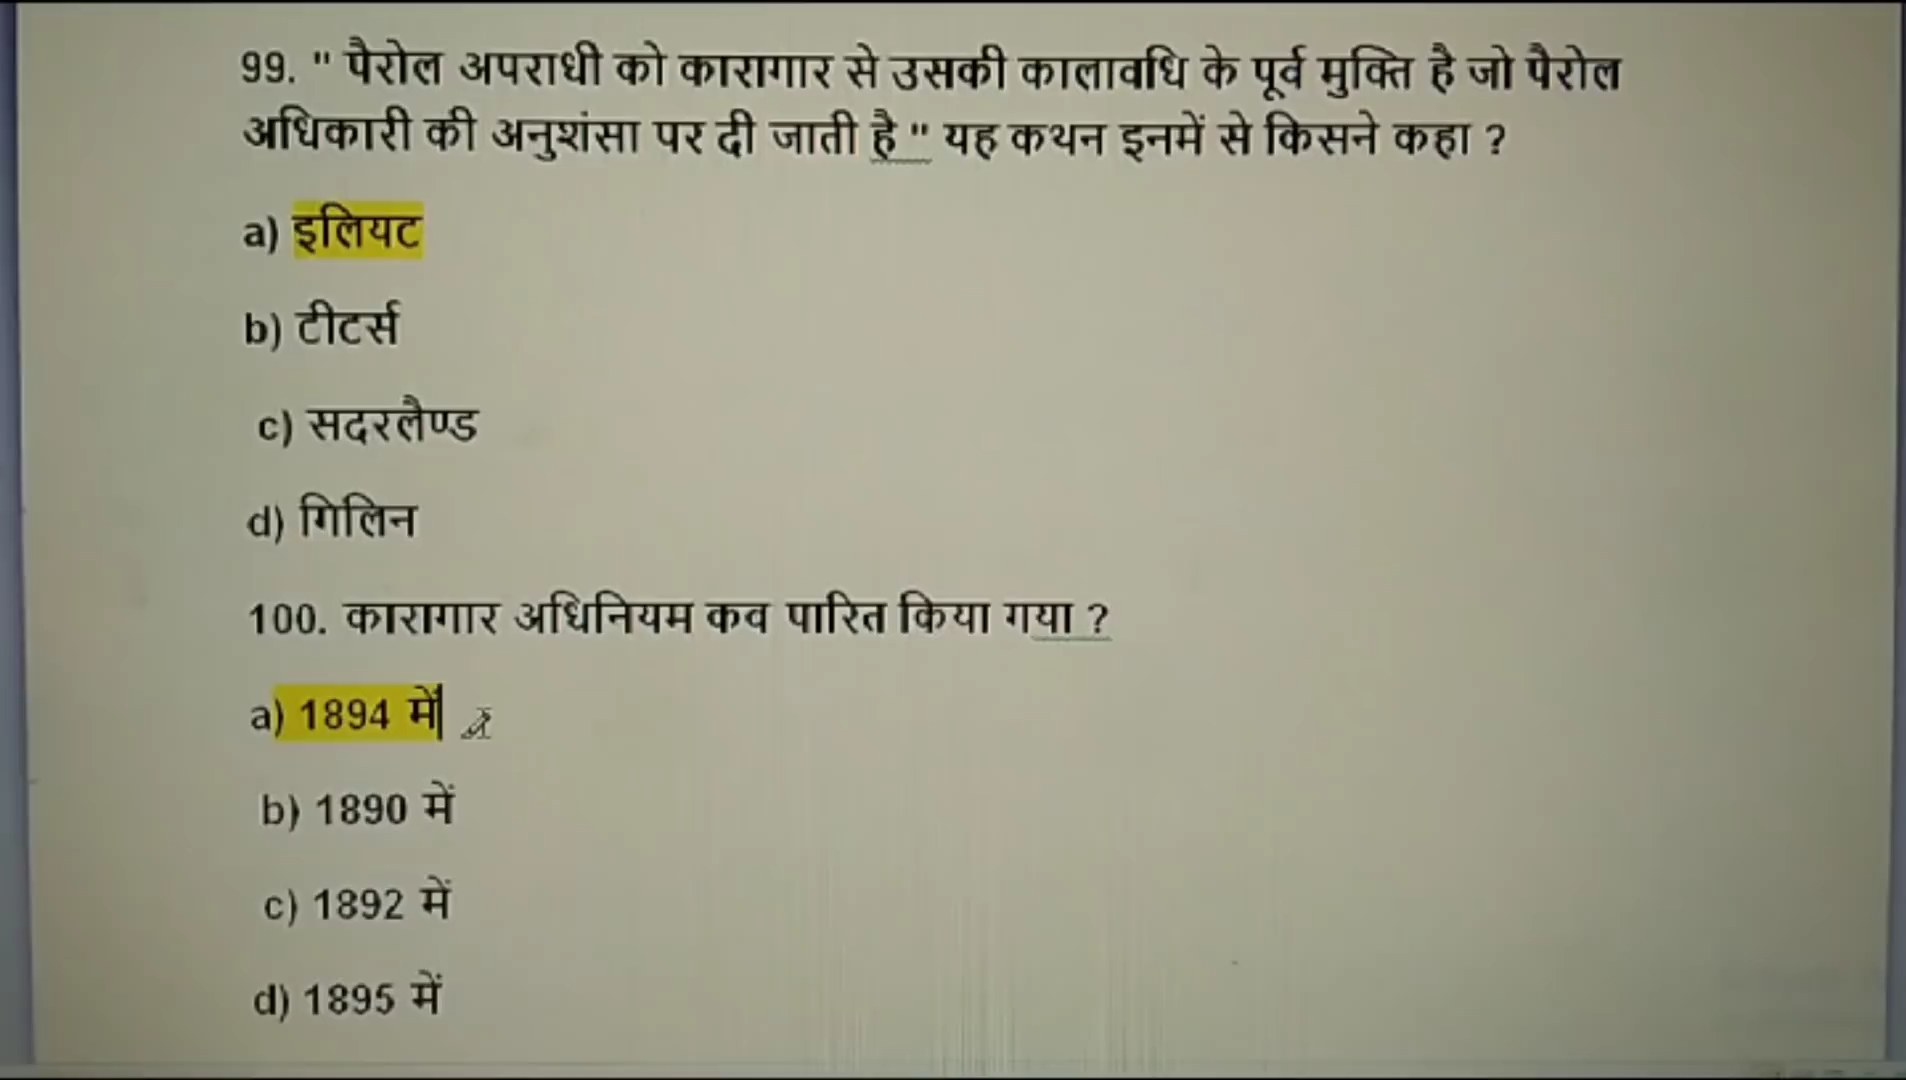 99. " पैरोल अपराधी को कारागार से उसकी कालावधि के पूर्व मुक्ति है जो पैरोल
अधिकारी की अनुशंसा पर दी जाती है " यह कथन इनमें से किसने कहा ?
a) इलियट
b) टीटर्स
c) सदरलैण्ड
d) गिलिन
100. कारागार अधिनियम कब पारित किया गया ?
a) 1894 में
b) 1890 में
c) 1892 में
d) 1895 में